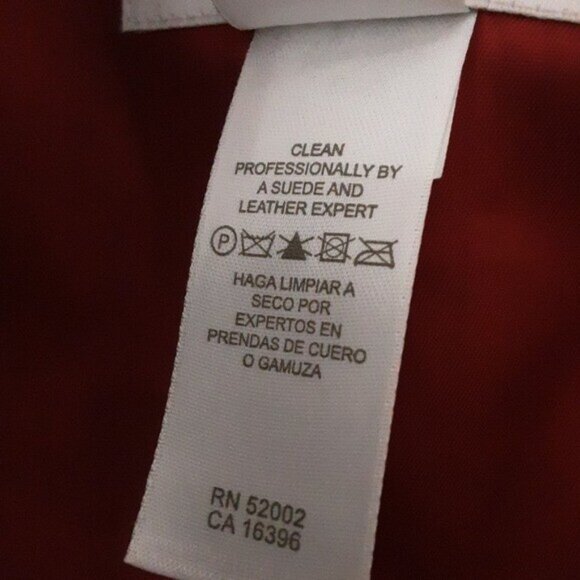 CLEAN
PROFESSIONALLY BY
A SUEDE AND
LEATHER EXPERT
P
HAGA LIMPIAR A
SECO POR
EXPERTOS EN
PRENDAS DE CUERO
O GAMUZA
RN 52002
CA 16396